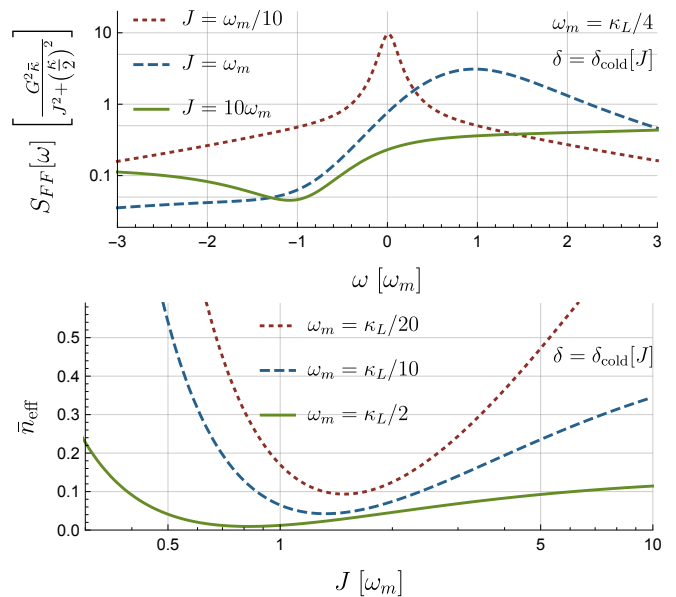 J = ω_m/10
J = ω_m
J = 10ω_m
ω_m = κ_L/4
δ = δ_cold[J]
S_FF[ω] [G²κ̄ / (J² + (κ̄/2)²)]
10
1
0.1
−3 −2 −1 0 1 2 3
ω [ω_m]
ω_m = κ_L/20
ω_m = κ_L/10
ω_m = κ_L/2
δ = δ_cold[J]
n̄_eff
0.5
0.4
0.3
0.2
0.1
0.0
0.5 1 5 10
J [ω_m]